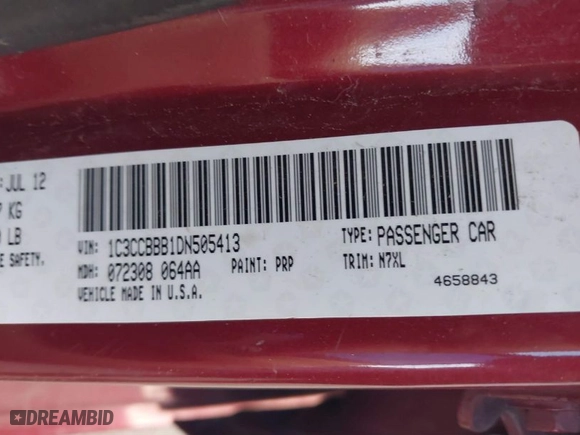 : JUL 12
KG
LB
SAFETY.
VIN: 1C3CCBBB1DN505413 TYPE: PASSENGER CAR
MDH: 072308 064AA PAINT: PRP TRIM: N7XL
VEHICLE MADE IN U.S.A. 4658843
DREAMBID